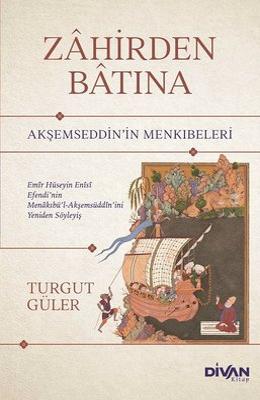 ZÂHİRDEN
BÂTINA
AKŞEMSEDDİN'İN MENKIBELERİ
Emîr Hüseyin Enîsî
Efendi'nin
Menâkıbü'l-Akşemsüddîn'ini
Yeniden Söyleyiş
TURGUT
GÜLER
DİVAN
Kitap